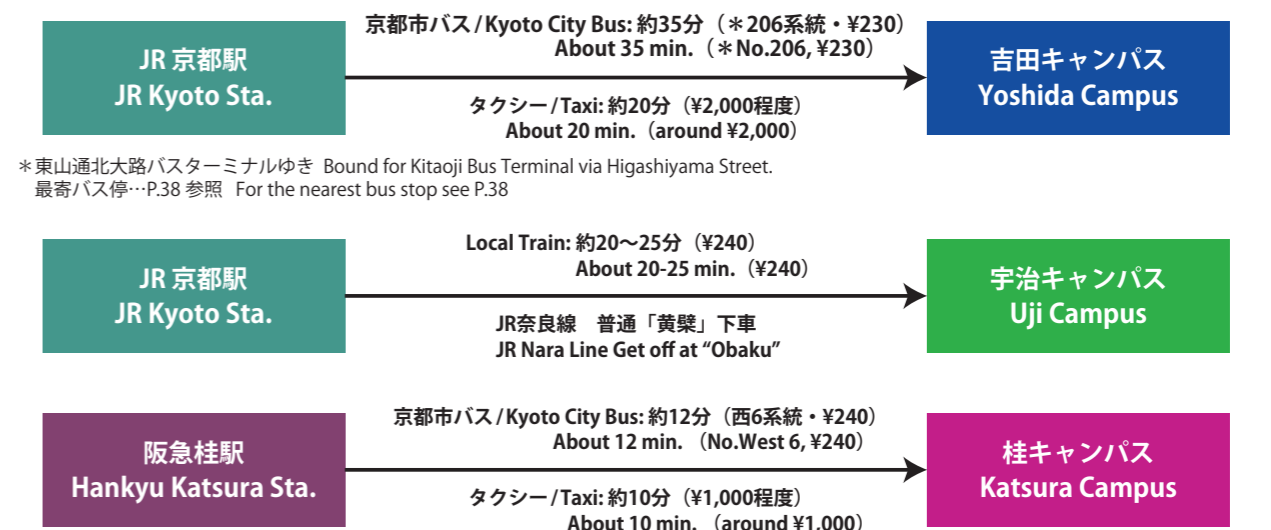 京都市バス/Kyoto City Bus: 約35分（＊206系統・¥230）
About 35 min.（＊No.206, ¥230）
JR 京都駅
JR Kyoto Sta.
吉田キャンパス
Yoshida Campus
タクシー/Taxi: 約20分（¥2,000程度）
About 20 min.（around ¥2,000）
＊東山通北大路バスターミナルゆき Bound for Kitaoji Bus Terminal via Higashiyama Street.
最寄バス停…P.38 参照 For the nearest bus stop see P.38
Local Train: 約20～25分（¥240）
About 20-25 min.（¥240）
JR 京都駅
JR Kyoto Sta.
宇治キャンパス
Uji Campus
JR奈良線　普通「黄檗」下車
JR Nara Line Get off at “Obaku”
京都市バス/Kyoto City Bus: 約12分（西6系統・¥240）
About 12 min.（No.West 6, ¥240）
阪急桂駅
Hankyu Katsura Sta.
桂キャンパス
Katsura Campus
タクシー/Taxi: 約10分（¥1,000程度）
About 10 min.（around ¥1,000）